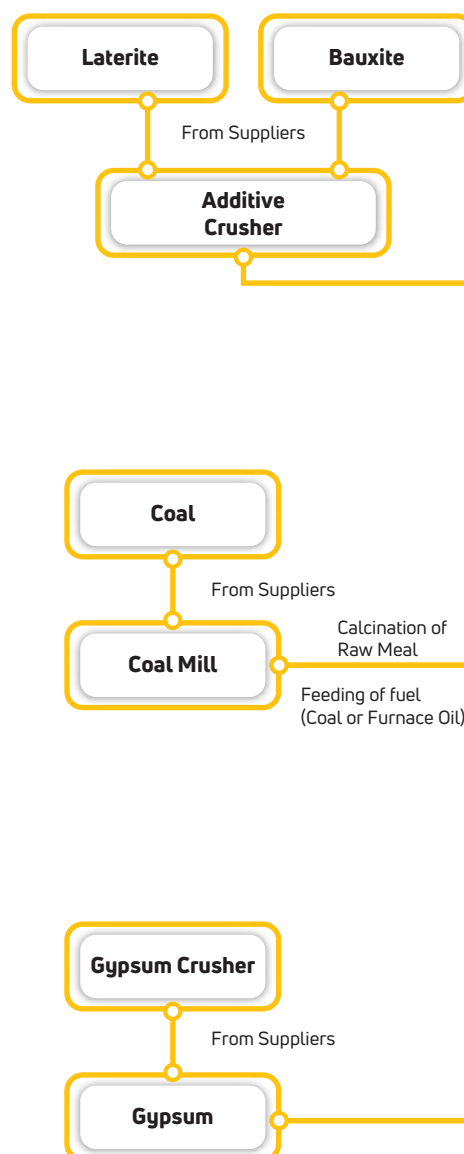 Laterite
Bauxite
From Suppliers
Additive
Crusher
Coal
From Suppliers
Calcination of
Raw Meal
Coal Mill
Feeding of fuel
(Coal or Furnace Oil)
Gypsum Crusher
From Suppliers
Gypsum